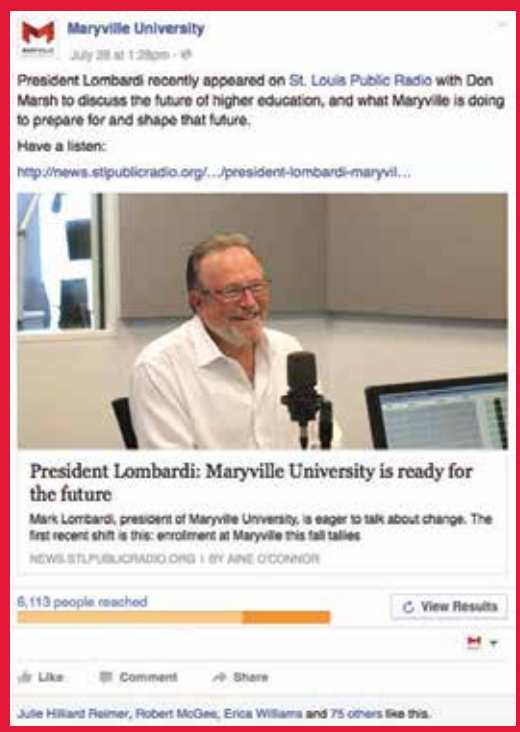 Maryville University
July 28 at 1:28pm ·
President Lombardi recently appeared on St. Louis Public Radio with Don
Marsh to discuss the future of higher education, and what Maryville is doing
to prepare for and shape that future.
Have a listen:
http://news.stlpublicradio.org/.../president-lombardi-maryvil...
President Lombardi: Maryville University is ready for
the future
Mark Lombardi, president of Maryville University, is eager to talk about change. The
first recent shift is this: enrollment at Maryville this fall tallies
NEWS.STLPUBLICRADIO.ORG | BY AINE O'CONNOR
6,113 people reached
View Results
Like Comment Share
Julie Hilliard Reimer, Robert McGee, Erica Williams and 75 others like this.